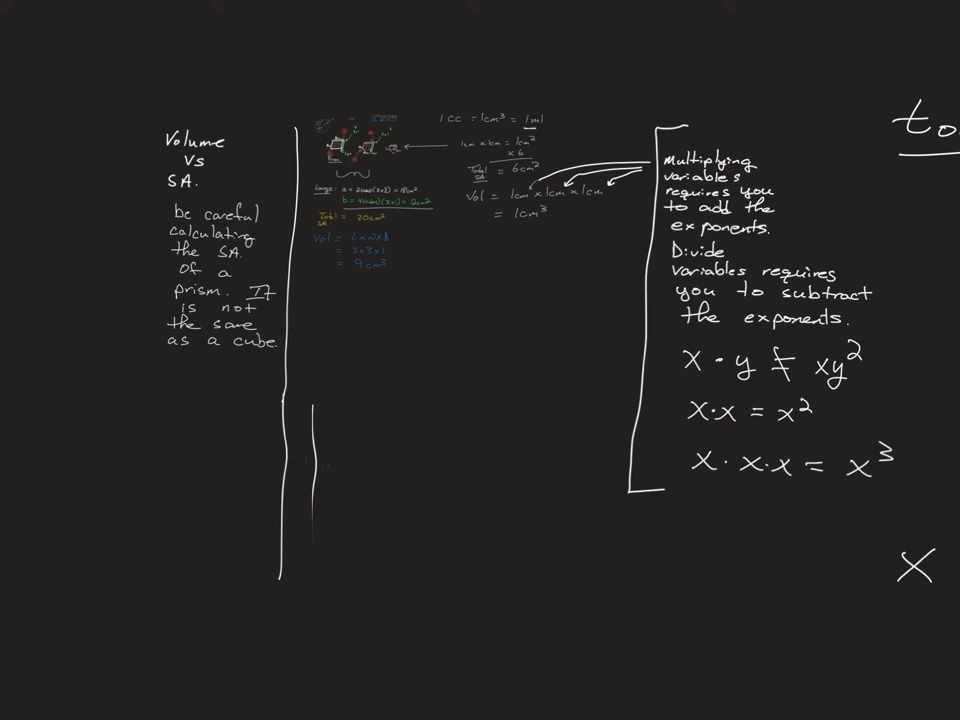 Volume
vs
SA.
be careful
calculating
the SA.
of a
prism. It
is not
the same
as a cube.
1 CC = 1cm³ = 1ml
1cm x 1cm = 1cm²
x 6
Total SA = 6cm²
Vol = 1cm x 1cm x 1cm
= 1cm³
Large:
Total SA = 30cm²
Vol = L x W x D
= 3 x 3 x 1
= 9cm³
Multiplying
variables
requires you
to add the
exponents.
Divide
variables requires
you to subtract
the exponents.
x · y ≠ xy²
x·x = x²
x · x·x = x³
to
x